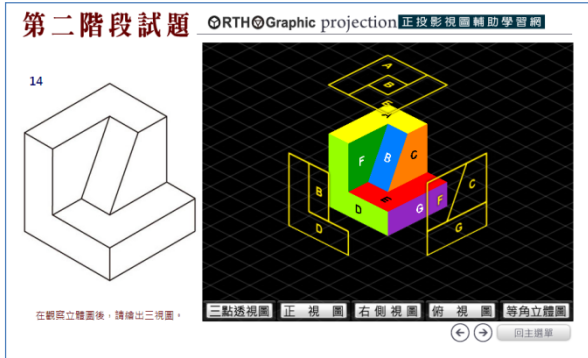 第二階段試題
ORTHOGraphic projection 正投影視圖輔助學習網
14
A
B
E
F
B
C
D
E
G
B
D
C
F
G
在觀察立體圖後，請繪出三視圖。
三點透視圖 正視圖 右側視圖 俯視圖 等角立體圖
回主選單